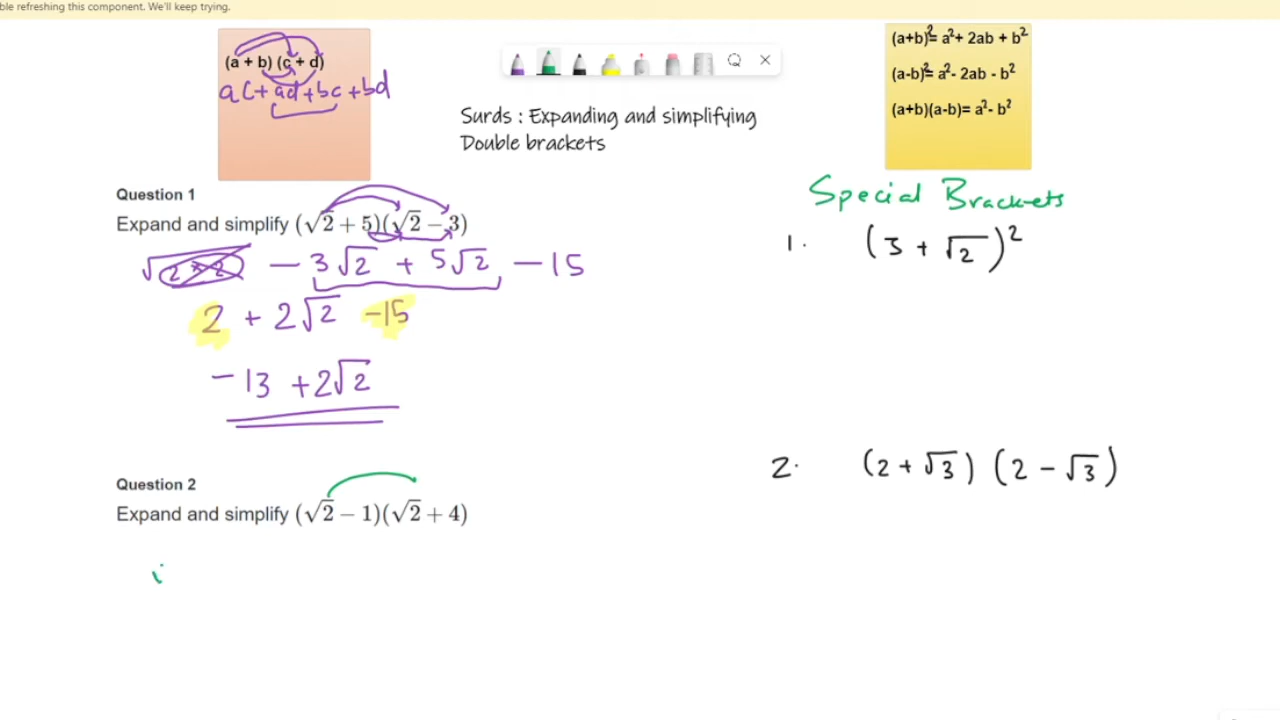 ble refreshing this component. We'll keep trying.
(a + b) (c + d)
ac + ad + bc + bd
Surds : Expanding and simplifying
Double brackets
(a+b)²= a²+ 2ab + b²
(a-b)²= a²- 2ab - b²
(a+b)(a-b)= a²- b²
Question 1
Expand and simplify (√2 + 5)(√2 − 3)
√2×2 − 3√2 + 5√2 − 15
2 + 2√2 −15
−13 + 2√2
Question 2
Expand and simplify (√2 − 1)(√2 + 4)
Special Brackets
1. (3 + √2)²
2. (2 + √3) (2 − √3)